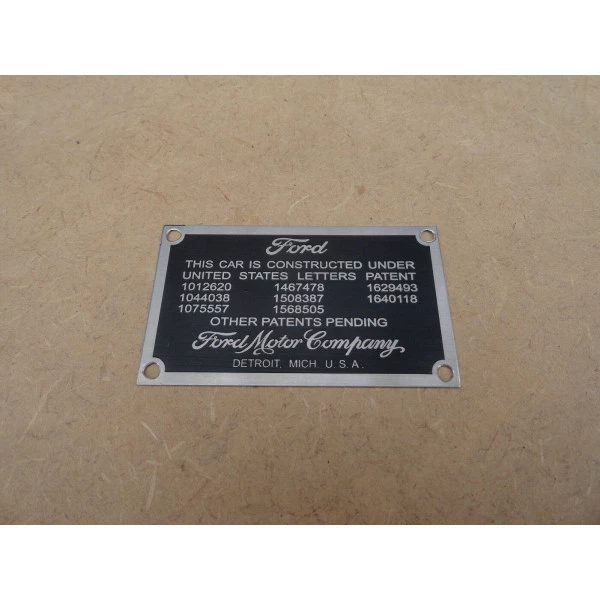 Ford
THIS CAR IS CONSTRUCTED UNDER
UNITED STATES LETTERS PATENT
1012620 1467478 1629493
1044038 1508387 1640118
1075557 1568505
OTHER PATENTS PENDING
Ford Motor Company,
DETROIT, MICH. U.S.A.